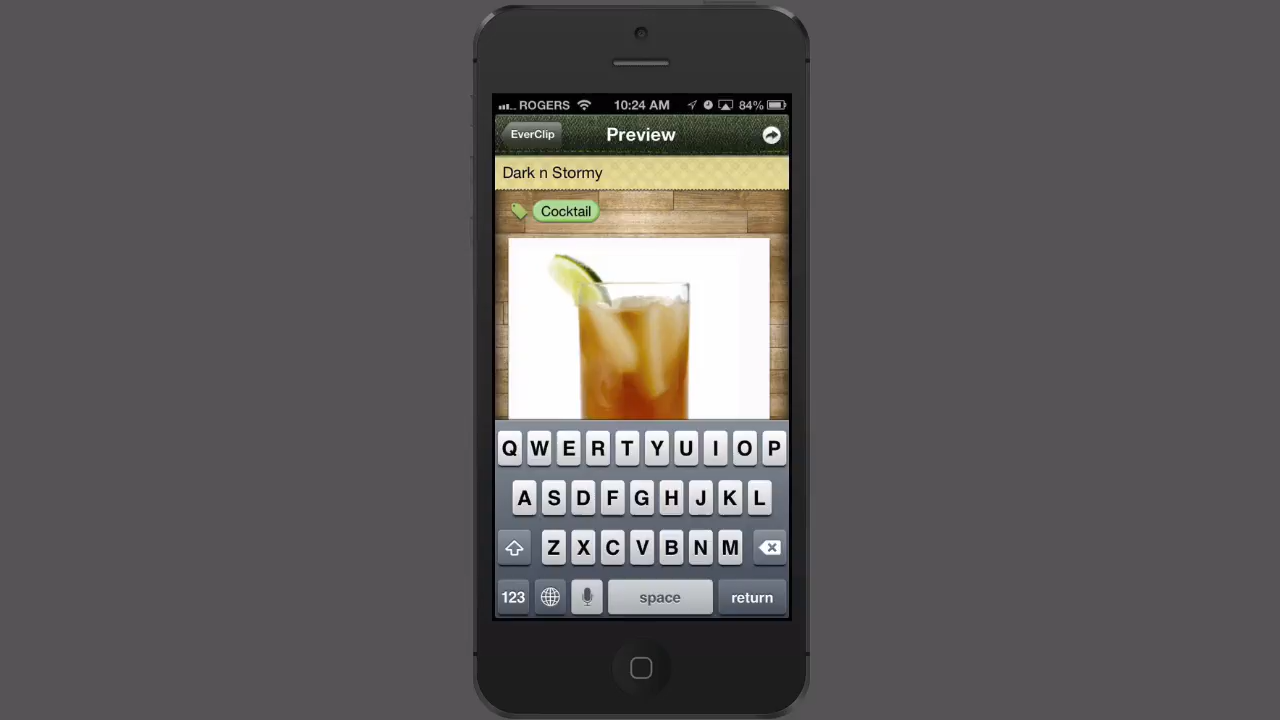 ROGERS 10:24 AM 84%
EverClip Preview
Dark n Stormy
Cocktail
Q W E R T Y U I O P
A S D F G H J K L
Z X C V B N M
123 space return